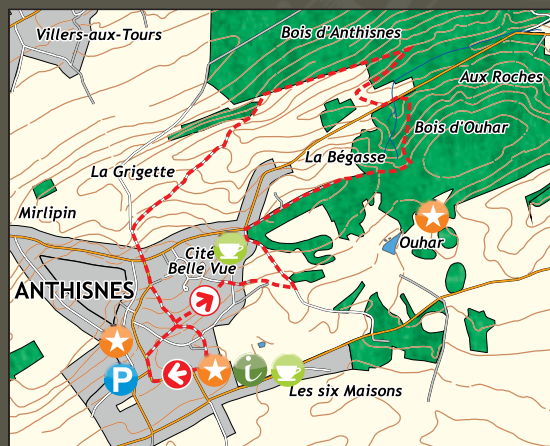 Villers-aux-Tours
Bois d'Anthisnes
Aux Roches
Bois d'Ouhar
La Bégasse
La Grigette
Mirlipin
Ouhar
Cité
Belle Vue
ANTHISNES
P
i
Les six Maisons